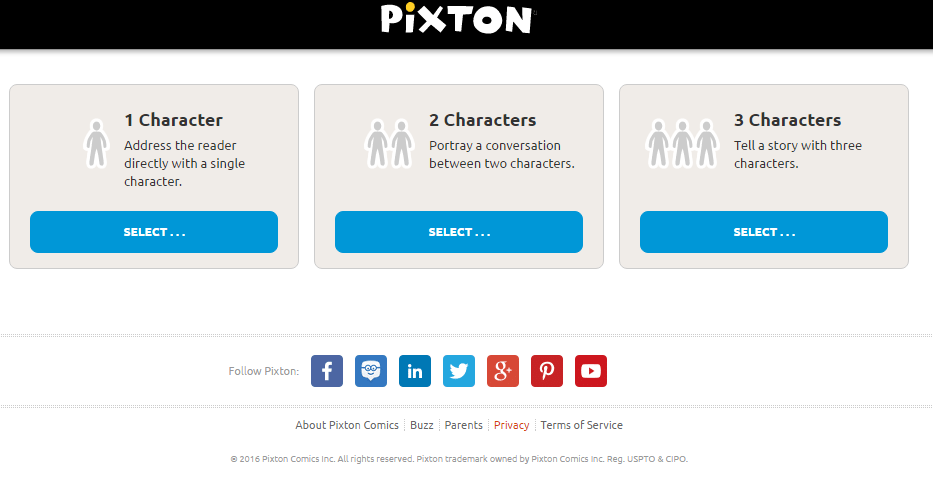 PiXTON
1 Character
Address the reader
directly with a single
character.
SELECT . . .
2 Characters
Portray a conversation
between two characters.
SELECT . . .
3 Characters
Tell a story with three
characters.
SELECT . . .
Follow Pixton:
About Pixton Comics Buzz Parents Privacy Terms of Service
© 2016 Pixton Comics Inc. All rights reserved. Pixton trademark owned by Pixton Comics Inc. Reg. USPTO & CIPO.